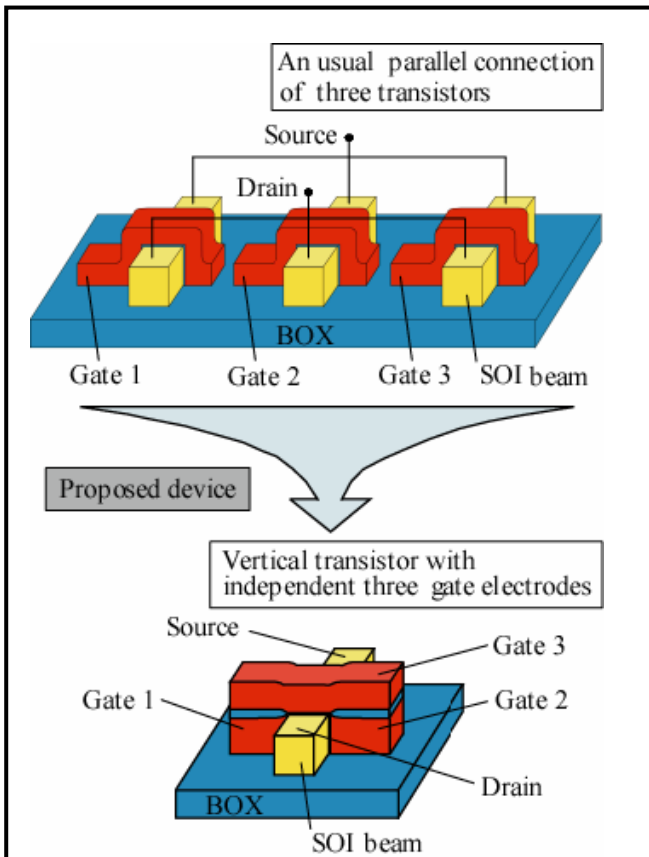 An usual parallel connection
of three transistors
Source
Drain
BOX
Gate 1
Gate 2
Gate 3
SOI beam
Proposed device
Vertical transistor with
independent three gate electrodes
Source
Gate 3
Gate 1
Gate 2
Drain
BOX
SOI beam